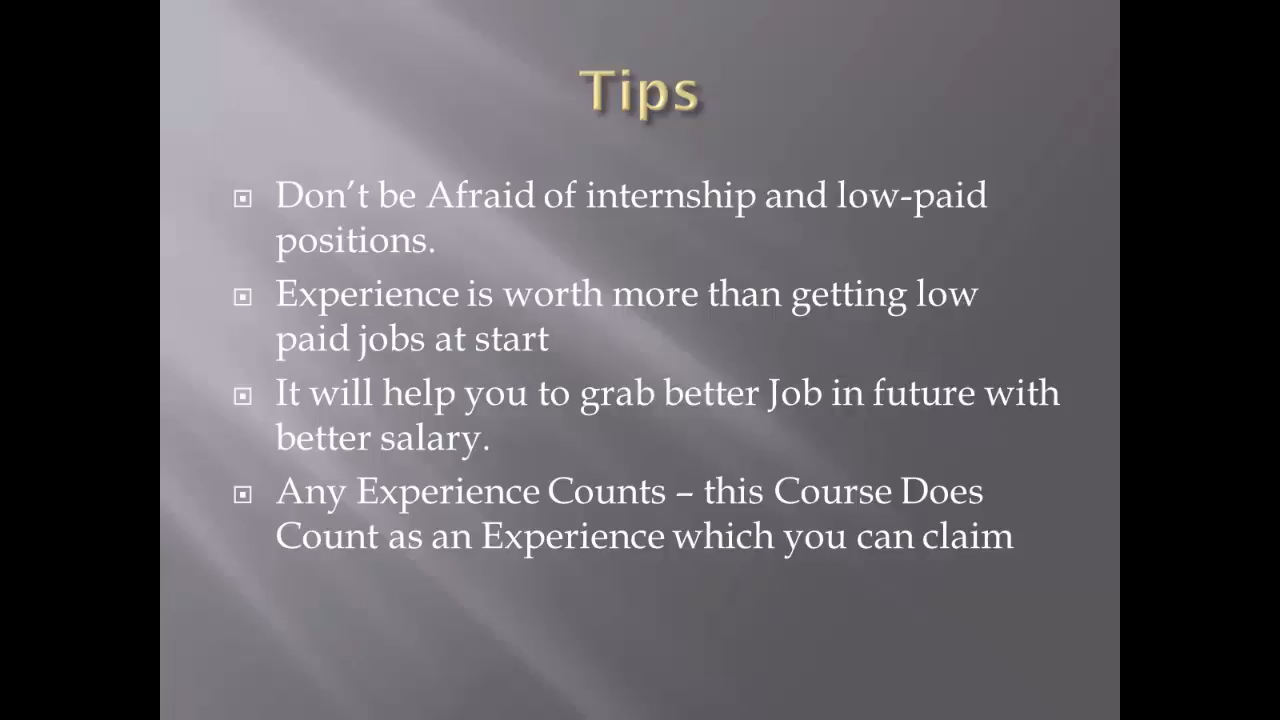 Tips
Don’t be Afraid of internship and low-paid
positions.
Experience is worth more than getting low
paid jobs at start
It will help you to grab better Job in future with
better salary.
Any Experience Counts – this Course Does
Count as an Experience which you can claim